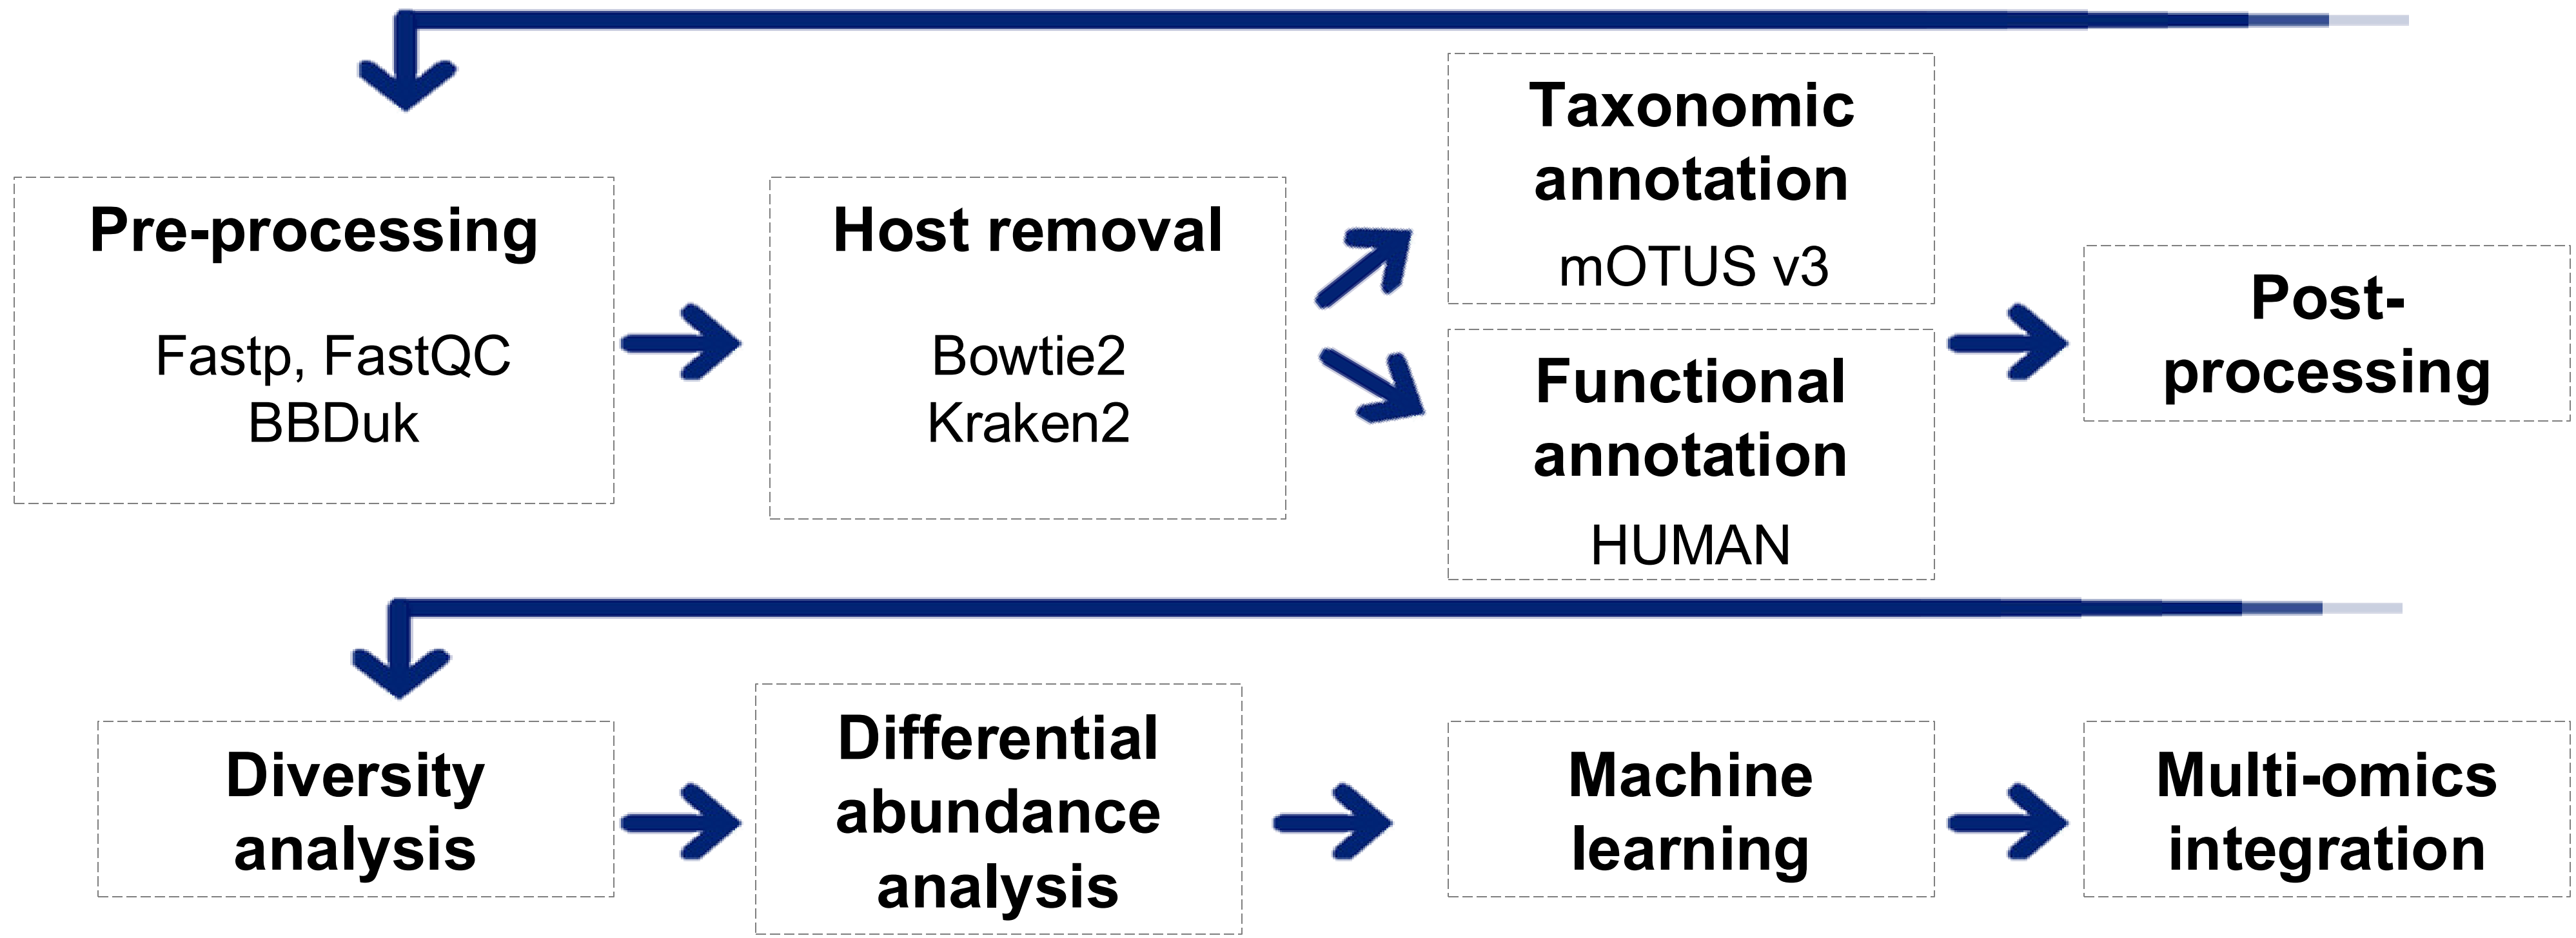 Pre-processing
Fastp, FastQC
BBDuk
Host removal
Bowtie2
Kraken2
Taxonomic
annotation
mOTUS v3
Functional
annotation
HUMAN
Post-
processing
Diversity
analysis
Differential
abundance
analysis
Machine
learning
Multi-omics
integration